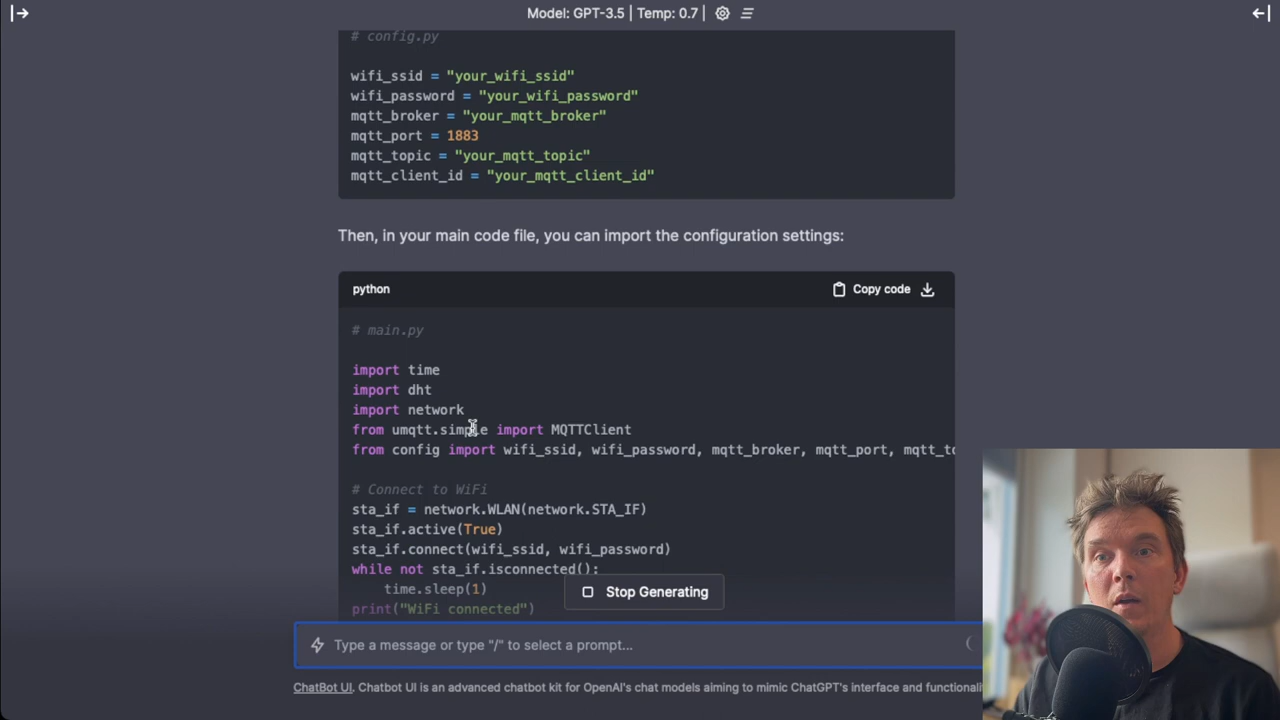 Model: GPT-3.5 | Temp: 0.7 |
# config.py
wifi_ssid = "your_wifi_ssid"
wifi_password = "your_wifi_password"
mqtt_broker = "your_mqtt_broker"
mqtt_port = 1883
mqtt_topic = "your_mqtt_topic"
mqtt_client_id = "your_mqtt_client_id"
Then, in your main code file, you can import the configuration settings:
python
Copy code
# main.py
import time
import dht
import network
from umqtt.simple import MQTTClient
from config import wifi_ssid, wifi_password, mqtt_broker, mqtt_port, mqtt_to
# Connect to WiFi
sta_if = network.WLAN(network.STA_IF)
sta_if.active(True)
sta_if.connect(wifi_ssid, wifi_password)
while not sta_if.isconnected():
time.sleep(1)
Stop Generating
print("WiFi connected")
Type a message or type "/" to select a prompt...
ChatBot UI. Chatbot UI is an advanced chatbot kit for OpenAI's chat models aiming to mimic ChatGPT's interface and functionali